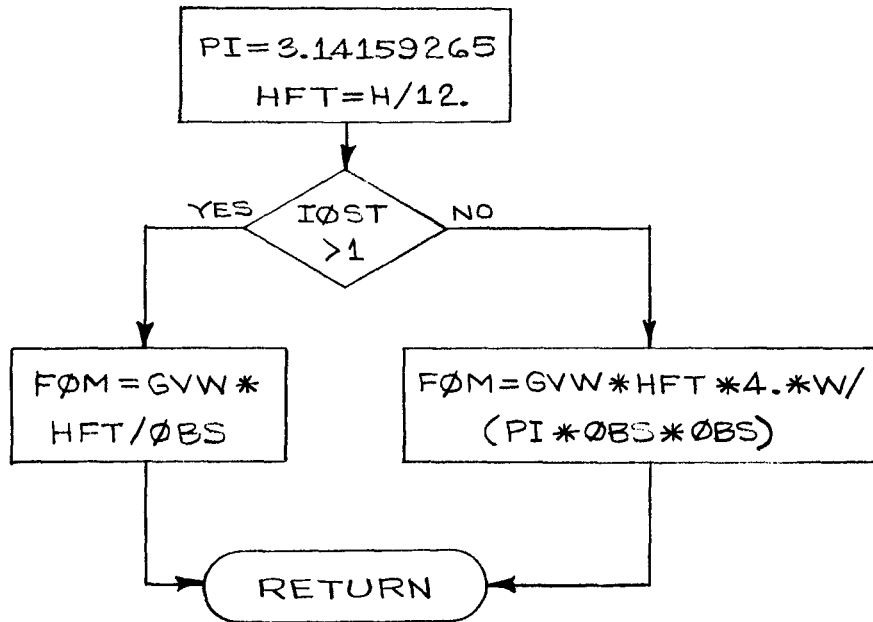 PI=3.14159265
HFT=H/12.
YES
IØST
>1
NO
FØM=GVW*
HFT/ØBS
FØM=GVW*HFT*4.*W/
(PI*ØBS*ØBS)
RETURN